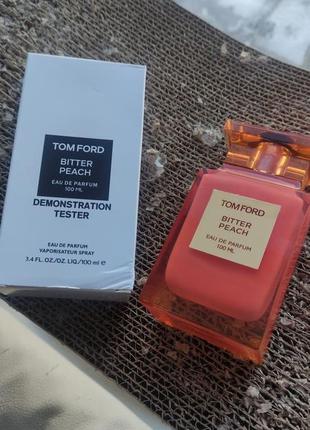 TOM FORD
BITTER
PEACH
EAU DE PARFUM
100 ML
DEMONSTRATION
TESTER
EAU DE PARFUM
VAPORISATEUR SPRAY
3.4 FL.OZ/OZ. LIQ./100 ml ℮
TOM FORD
BITTER
PEACH
EAU DE PARFUM
100 ML